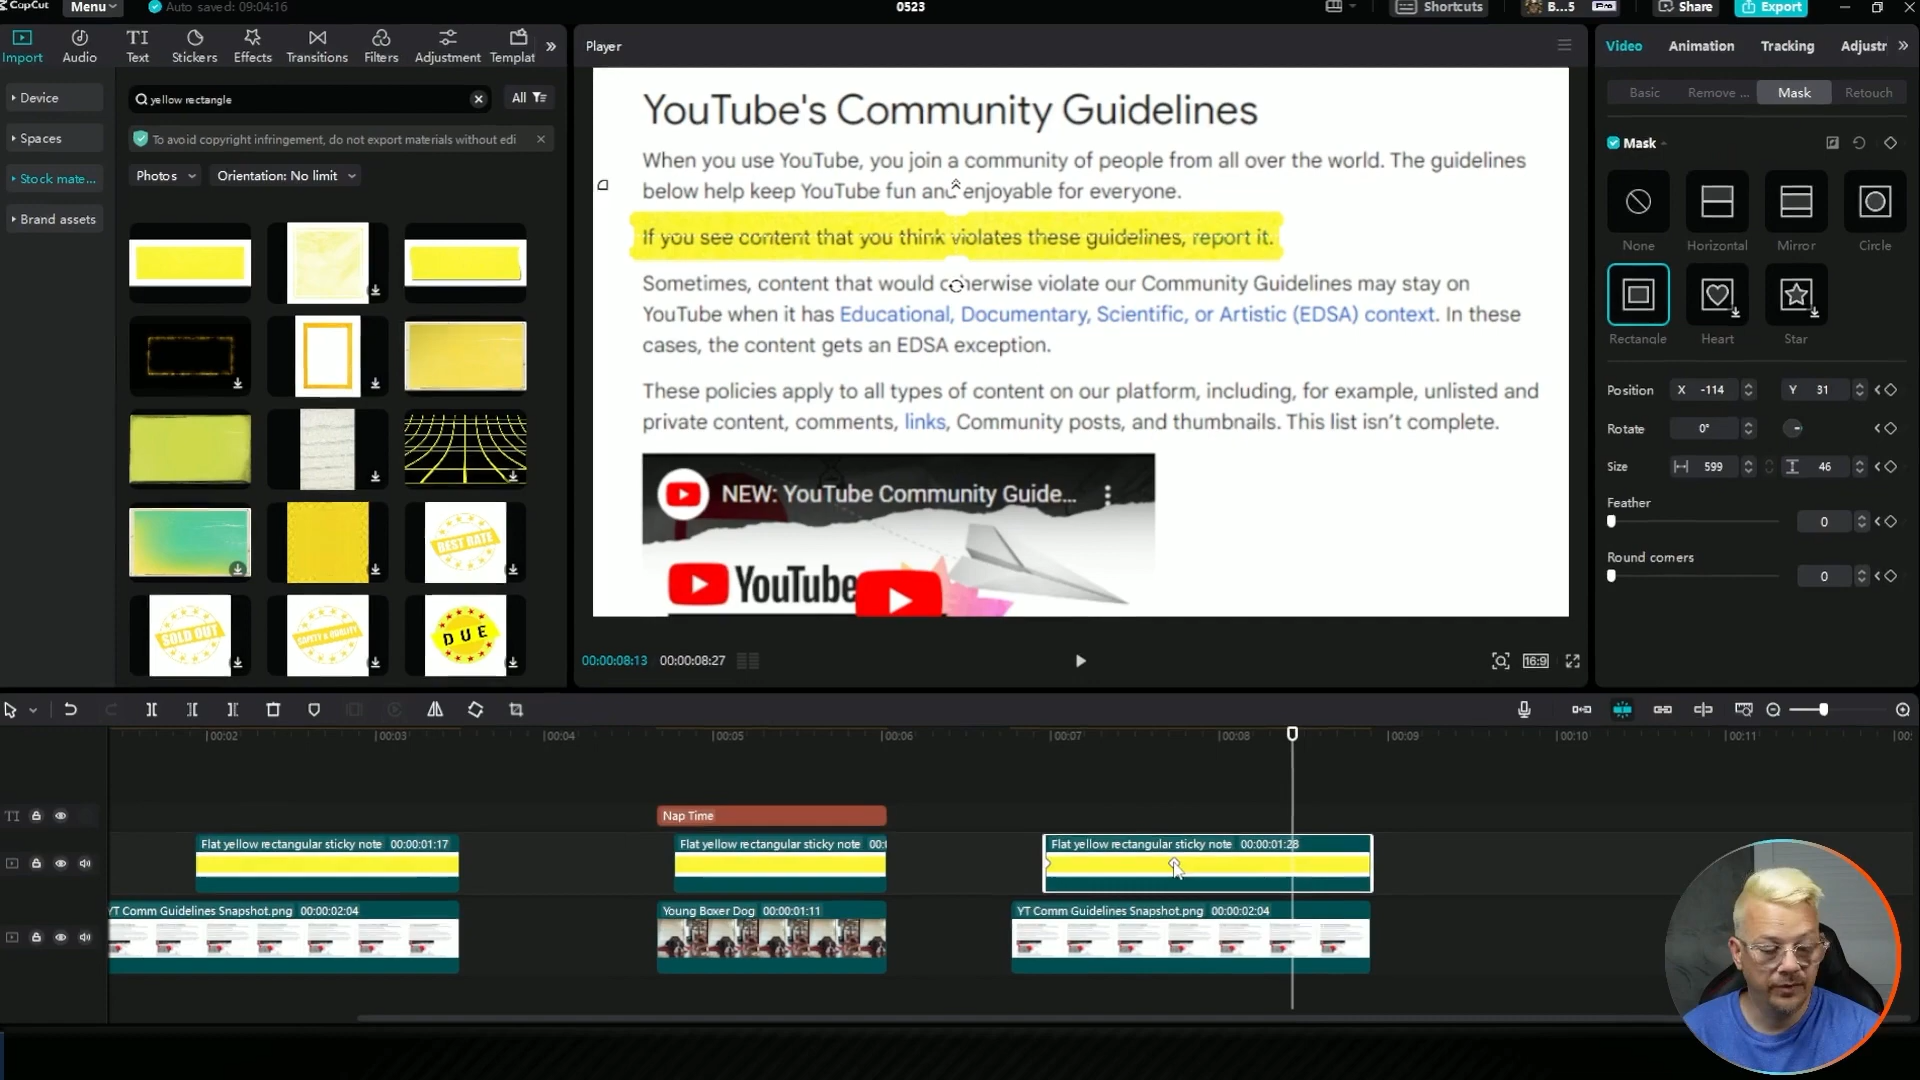 CapCut
Menu
Auto saved: 09:04:16
0523
Shortcuts
B...5
Pro
Share
Export
Import
Audio
Text
Stickers
Effects
Transitions
Filters
Adjustment
Templat
Player
Video
Animation
Tracking
Adjustr
Device
Spaces
Stock mate...
Brand assets
yellow rectangle
All
To avoid copyright infringement, do not export materials without edi
Photos
Orientation: No limit
BEST RATE
SOLD OUT
SAFETY & QUALITY
DUE
YouTube's Community Guidelines
When you use YouTube, you join a community of people from all over the world. The guidelines
below help keep YouTube fun and enjoyable for everyone.
If you see content that you think violates these guidelines, report it.
Sometimes, content that would otherwise violate our Community Guidelines may stay on
YouTube when it has Educational, Documentary, Scientific, or Artistic (EDSA) context. In these
cases, the content gets an EDSA exception.
These policies apply to all types of content on our platform, including, for example, unlisted and
private content, comments, links, Community posts, and thumbnails. This list isn’t complete.
NEW: YouTube Community Guide...
YouTube
00:00:08:13 00:00:08:27
16:9
Basic
Remove ...
Mask
Retouch
Mask
None
Horizontal
Mirror
Circle
Rectangle
Heart
Star
Position X -114 Y 31
Rotate 0°
Size 599 46
Feather
0
Round corners
0
00:02 00:03 00:04 00:05 00:06 00:07 00:08 00:09 00:10 00:11 00:
TI
Nap Time
Flat yellow rectangular sticky note 00:00:01:17
Flat yellow rectangular sticky note 00:(
Flat yellow rectangular sticky note 00:00:01:28
YT Comm Guidelines Snapshot.png 00:00:02:04
Young Boxer Dog 00:00:01:11
YT Comm Guidelines Snapshot.png 00:00:02:04